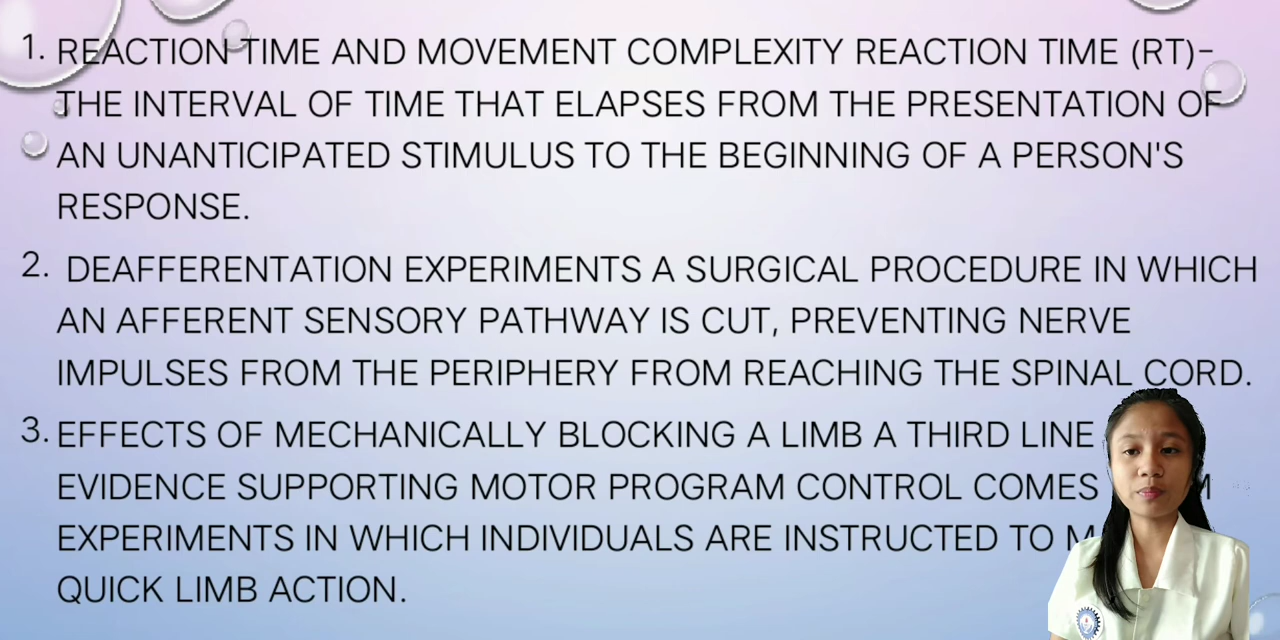 1. REACTION TIME AND MOVEMENT COMPLEXITY REACTION TIME (RT)-
THE INTERVAL OF TIME THAT ELAPSES FROM THE PRESENTATION OF
AN UNANTICIPATED STIMULUS TO THE BEGINNING OF A PERSON'S
RESPONSE.
2. DEAFFERENTATION EXPERIMENTS A SURGICAL PROCEDURE IN WHICH
AN AFFERENT SENSORY PATHWAY IS CUT, PREVENTING NERVE
IMPULSES FROM THE PERIPHERY FROM REACHING THE SPINAL CORD.
3. EFFECTS OF MECHANICALLY BLOCKING A LIMB A THIRD LINE
EVIDENCE SUPPORTING MOTOR PROGRAM CONTROL COMES
EXPERIMENTS IN WHICH INDIVIDUALS ARE INSTRUCTED TO
QUICK LIMB ACTION.